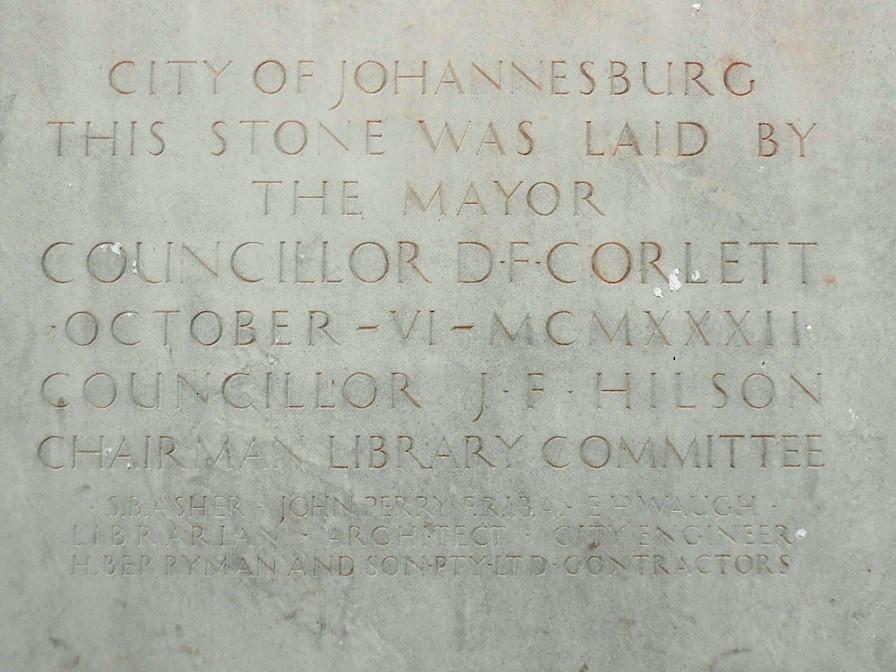 CITY OF JOHANNESBURG
THIS STONE WAS LAID BY
THE MAYOR
COUNCILLOR D·F·CORLETT
·OCTOBER–VI–MCMXXXII·
COUNCILLOR J·F·HILSON
CHAIRMAN LIBRARY COMMITTEE
·S.B.ASHER·JOHN PERRY F.R.I.B.A.·E·H·WAUGH·
LIBRARIAN·ARCHITECT·CITY ENGINEER·
H.BERRYMAN AND SON·PTY·LTD·CONTRACTORS